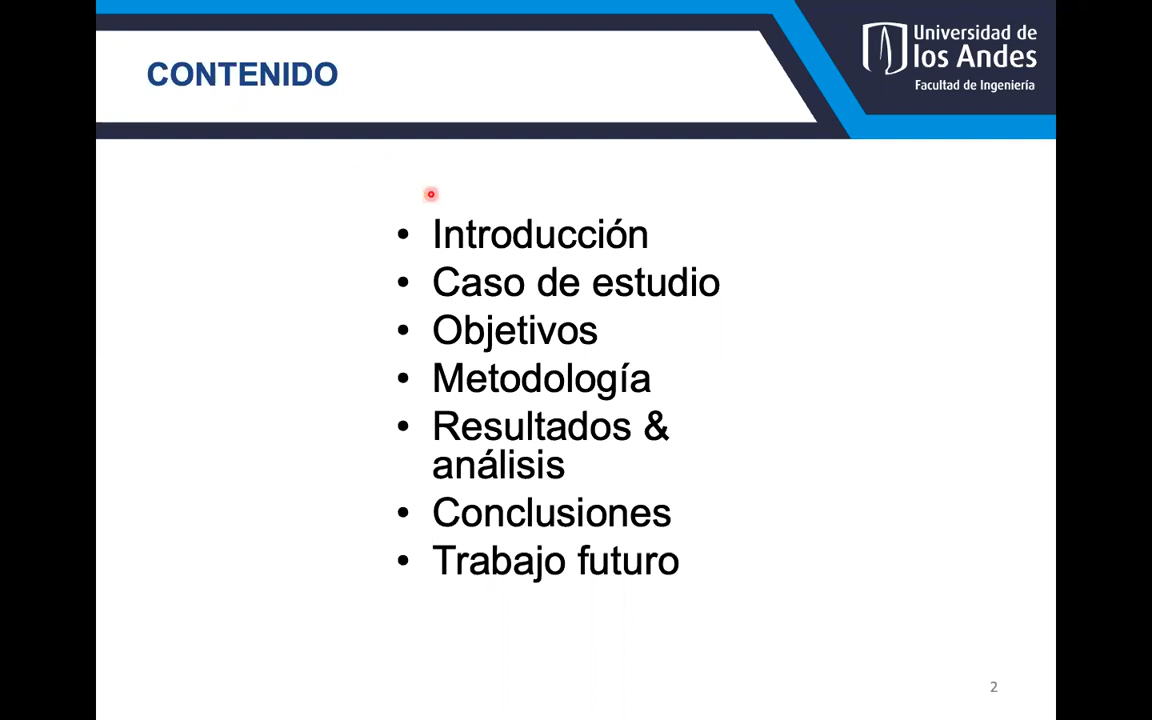 CONTENIDO
Universidad de
los Andes
Facultad de Ingeniería
• Introducción
• Caso de estudio
• Objetivos
• Metodología
• Resultados &
análisis
• Conclusiones
• Trabajo futuro
2